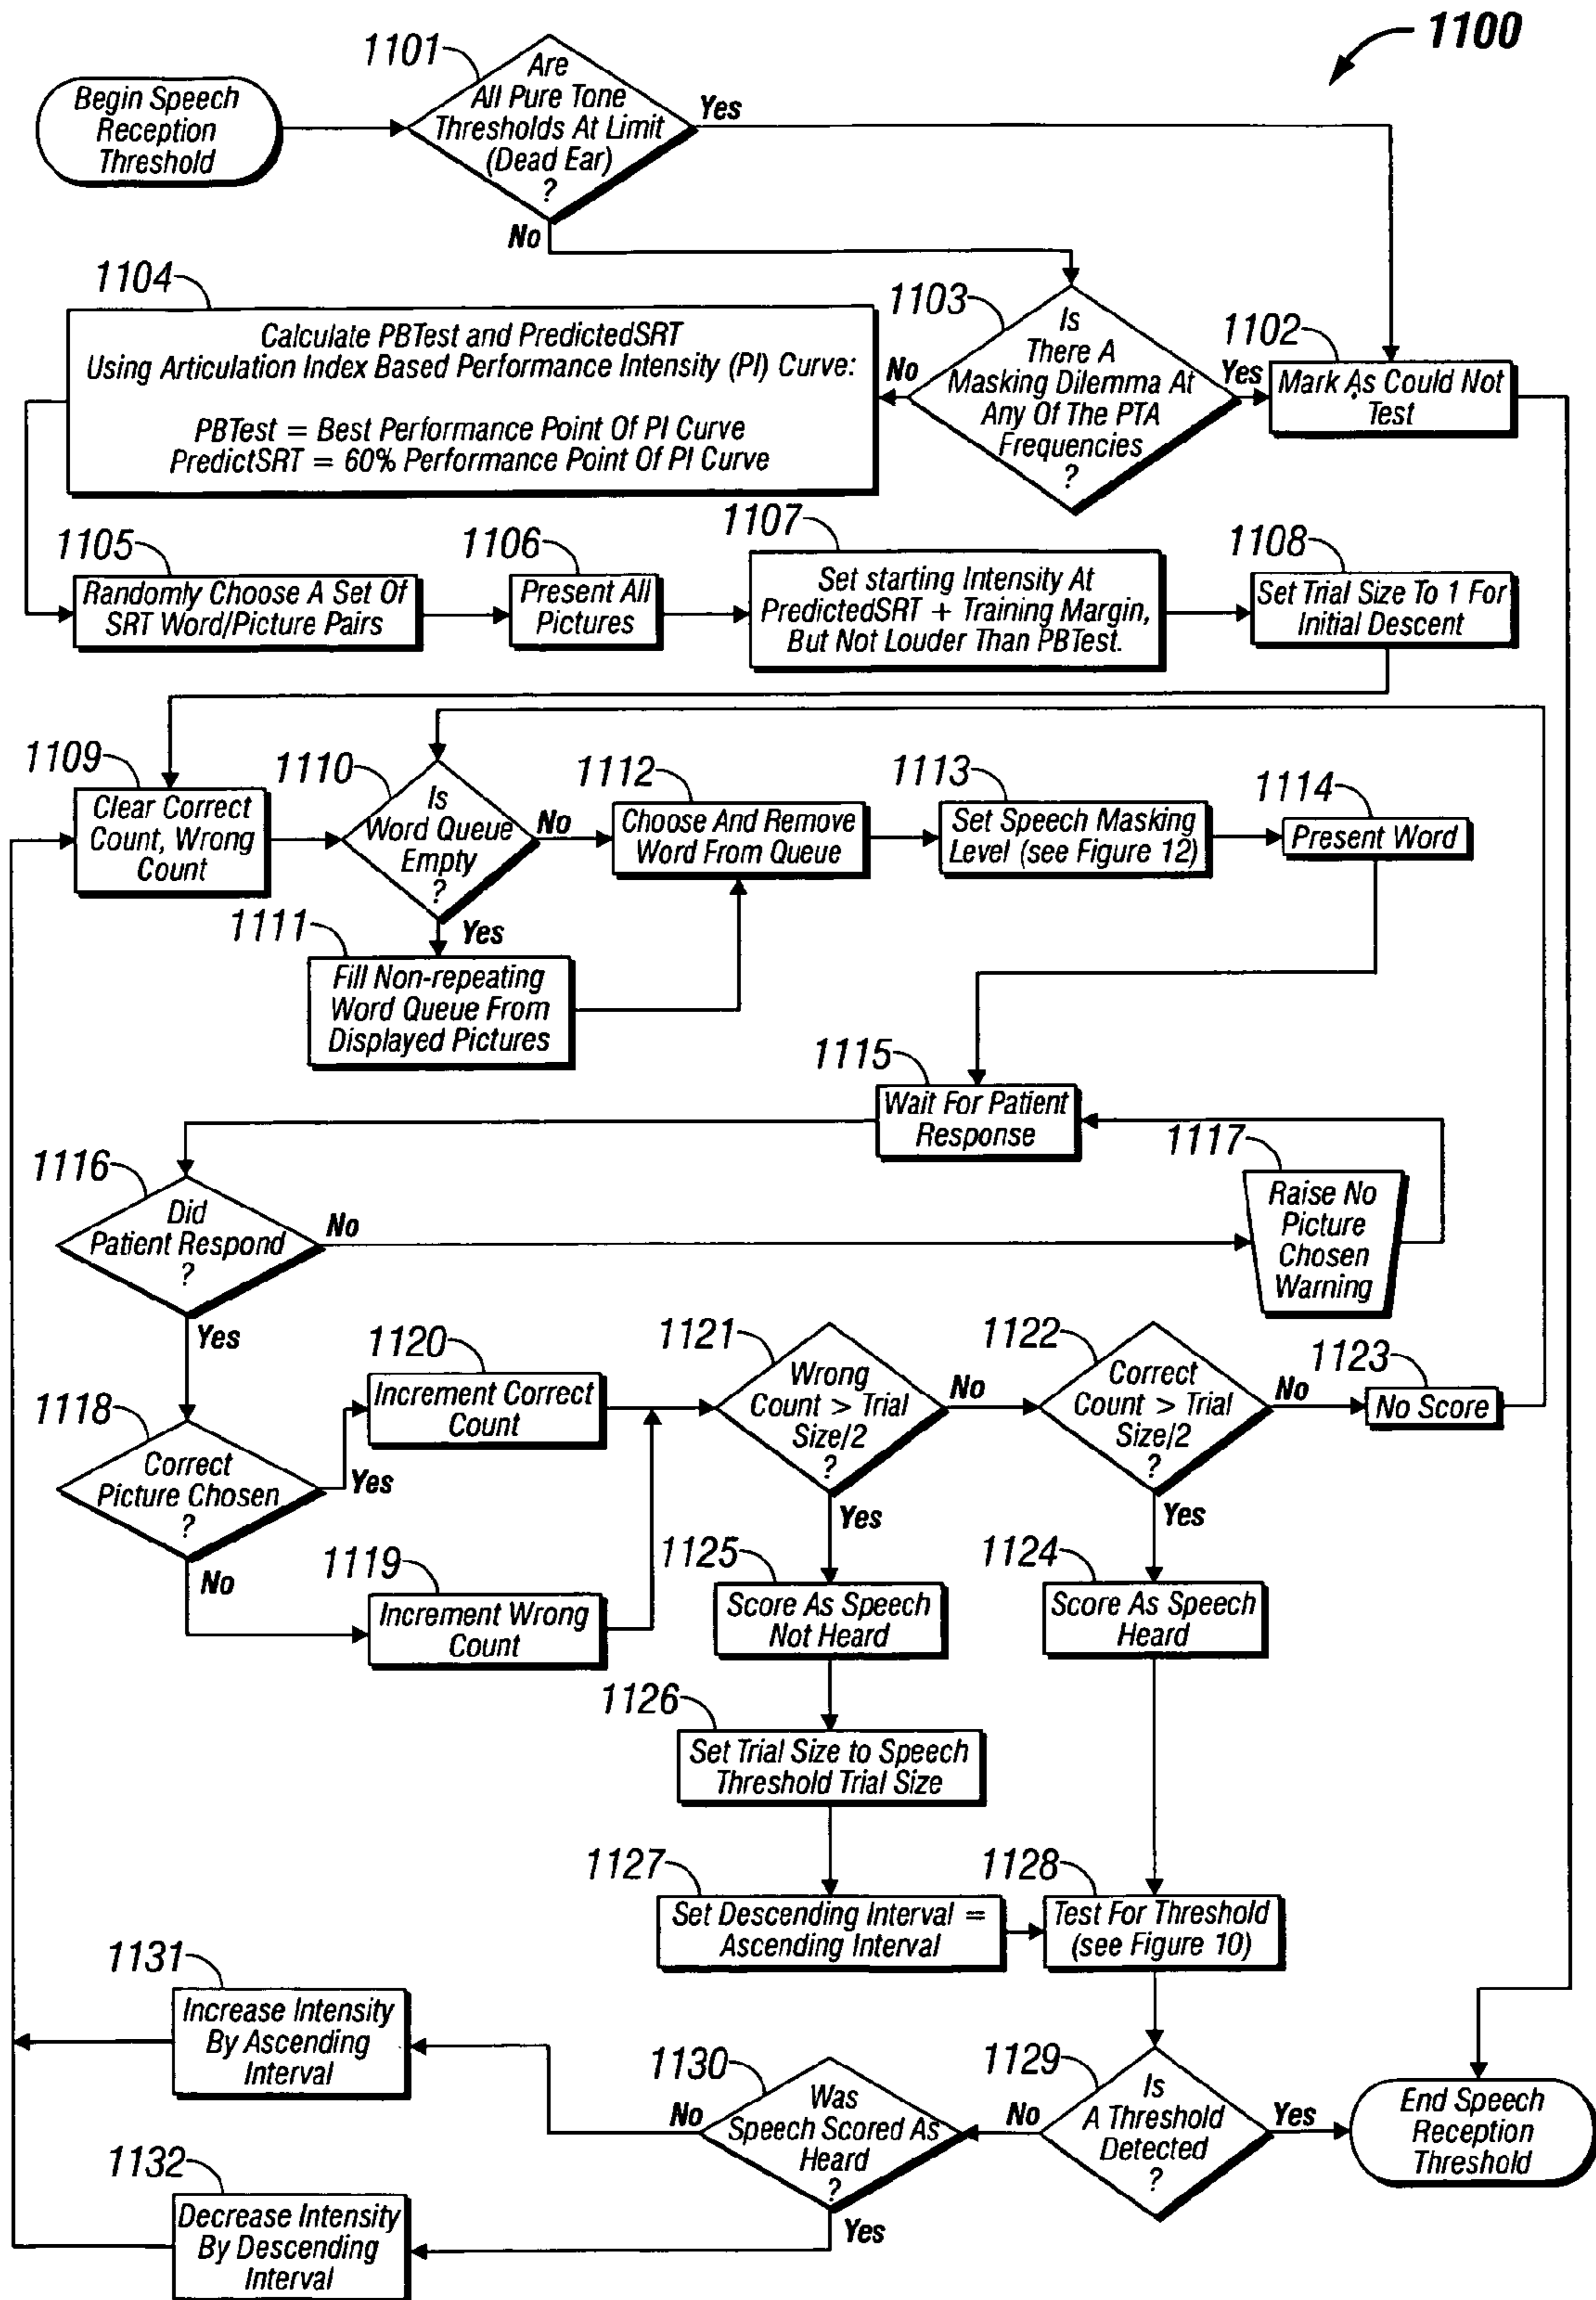 1100
1101
Begin Speech
Reception
Threshold
Are
All Pure Tone
Thresholds At Limit
(Dead Ear)
?
Yes
No
1104
Calculate PBTest and PredictedSRT
Using Articulation Index Based Performance Intensity (PI) Curve:
PBTest = Best Performance Point Of PI Curve
PredictSRT = 60% Performance Point Of PI Curve
1103
Is
There A
Masking Dilemma At
Any Of The PTA
Frequencies
?
No
Yes
1102
Mark As Could Not
Test
1105
Randomly Choose A Set Of
SRT Word/Picture Pairs
1106
Present All
Pictures
1107
Set starting Intensity At
PredictedSRT + Training Margin,
But Not Louder Than PBTest.
1108
Set Trial Size To 1 For
Initial Descent
1109
Clear Correct
Count, Wrong
Count
1110
Is
Word Queue
Empty
?
No
Yes
1112
Choose And Remove
Word From Queue
1113
Set Speech Masking
Level (see Figure 12)
1114
Present Word
1111
Fill Non-repeating
Word Queue From
Displayed Pictures
1115
Wait For Patient
Response
1116
Did
Patient Respond
?
No
Yes
1117
Raise No
Picture
Chosen
Warning
1118
Correct
Picture Chosen
?
Yes
No
1120
Increment Correct
Count
1119
Increment Wrong
Count
1121
Wrong
Count > Trial
Size/2
?
No
Yes
1122
Correct
Count > Trial
Size/2
?
No
Yes
1123
No Score
1125
Score As Speech
Not Heard
1124
Score As Speech
Heard
1126
Set Trial Size to Speech
Threshold Trial Size
1127
Set Descending Interval =
Ascending Interval
1128
Test For Threshold
(see Figure 10)
1131
Increase Intensity
By Ascending
Interval
1130
Was
Speech Scored As
Heard
?
No
Yes
1129
Is
A Threshold
Detected
?
No
Yes
End Speech
Reception
Threshold
1132
Decrease Intensity
By Descending
Interval